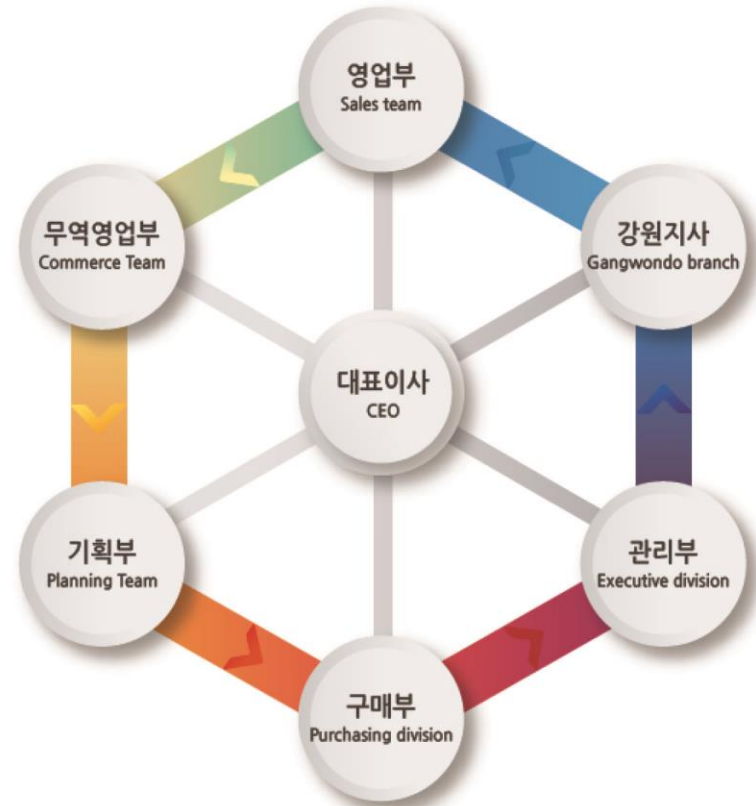 영업부
Sales team
무역영업부
Commerce Team
강원지사
Gangwondo branch
대표이사
CEO
기획부
Planning Team
관리부
Executive division
구매부
Purchasing division